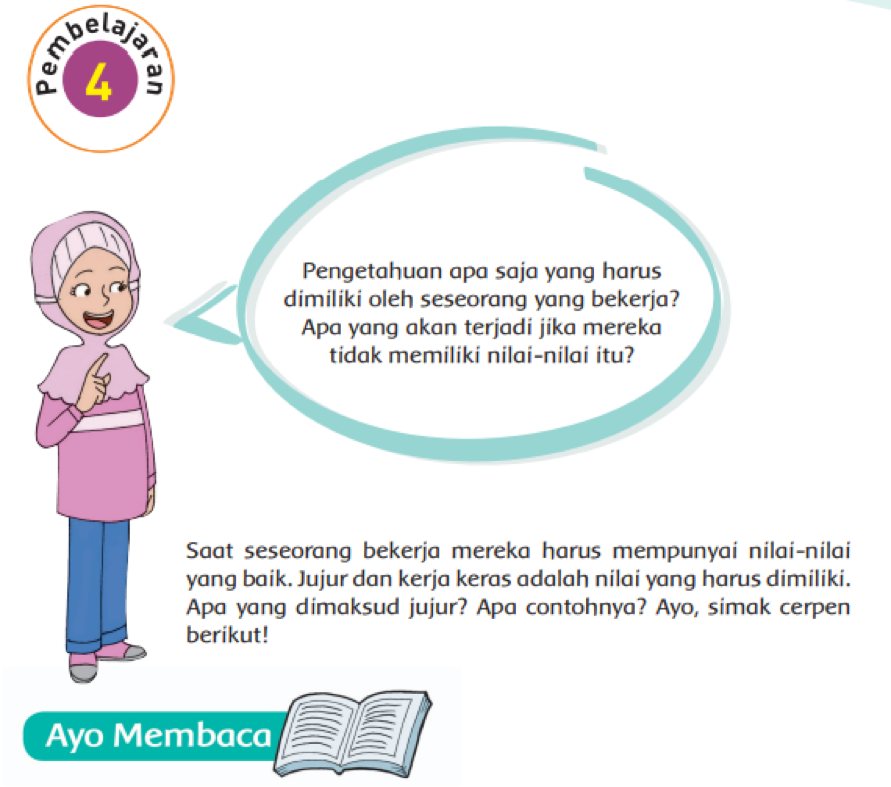 Pembelajaran
4
Pengetahuan apa saja yang harus
dimiliki oleh seseorang yang bekerja?
Apa yang akan terjadi jika mereka
tidak memiliki nilai-nilai itu?
Saat seseorang bekerja mereka harus mempunyai nilai-nilai
yang baik. Jujur dan kerja keras adalah nilai yang harus dimiliki.
Apa yang dimaksud jujur? Apa contohnya? Ayo, simak cerpen
berikut!
Ayo Membaca